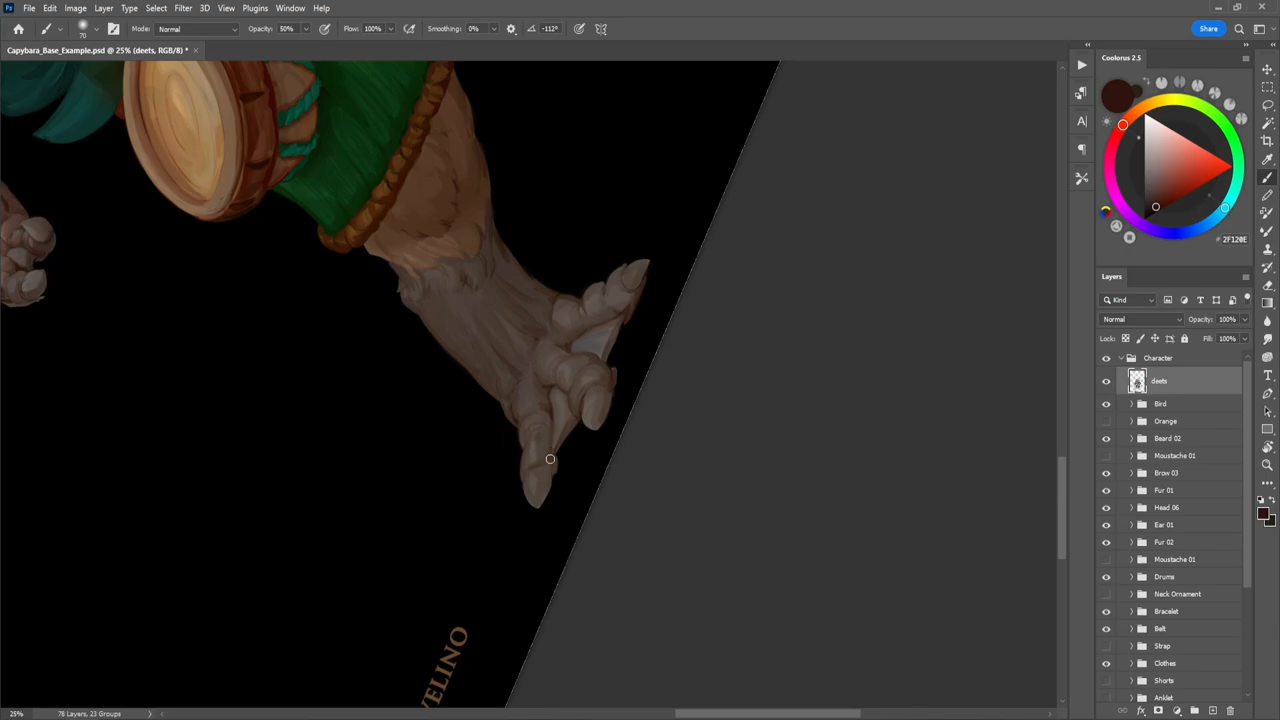 Ps File Edit Image Layer Type Select Filter 3D View Plugins Window Help
70 Mode: Normal Opacity: 50% Flow: 100% Smoothing: 0% -112° Share
Capybara_Base_Example.psd @ 25% (deets, RGB/8) * ×
Coolorus 2.5
# 2F120E
Layers
Kind
Normal Opacity: 100%
Lock: Fill: 100%
Character
deets
Bird
Orange
Beard 02
Moustache 01
Brow 03
Fur 01
Head 06
Ear 01
Fur 02
Moustache 01
Drums
Neck Ornament
Bracelet
Belt
Strap
Clothes
Shorts
Anklet
VELINO
25% 78 Layers, 23 Groups